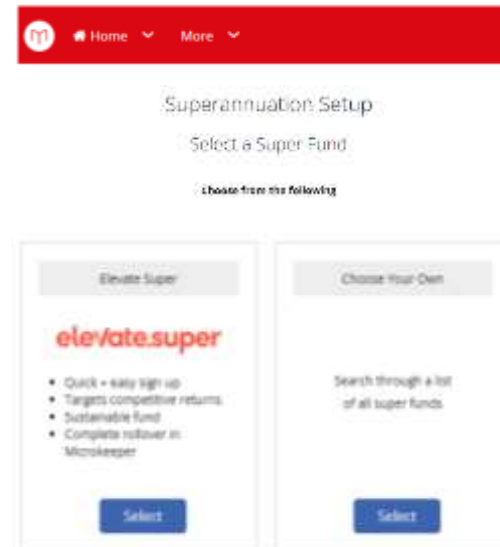 Home More
Superannuation Setup
Select a Super Fund
Choose from the following
Elevate Super
elevate.super
Quick + easy sign up
Targets competitive returns
Sustainable fund
Complete rollover in
Microkeeper
Select
Choose Your Own
Search through a list
of all super funds
Select